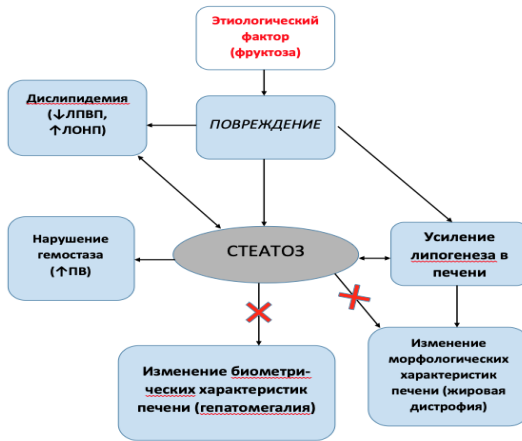 Этиологический
фактор
(фруктоза)
Дислипидемия
(↓ЛПВП,
↑ЛОНП)
ПОВРЕЖДЕНИЕ
Нарушение
гемостаза
(↑ПВ)
СТЕАТОЗ
Усиление
липогенеза в
печени
Изменение биометри-
ческих характеристик
печени (гепатомегалия)
Изменение
морфологических
характеристик
печени (жировая
дистрофия)